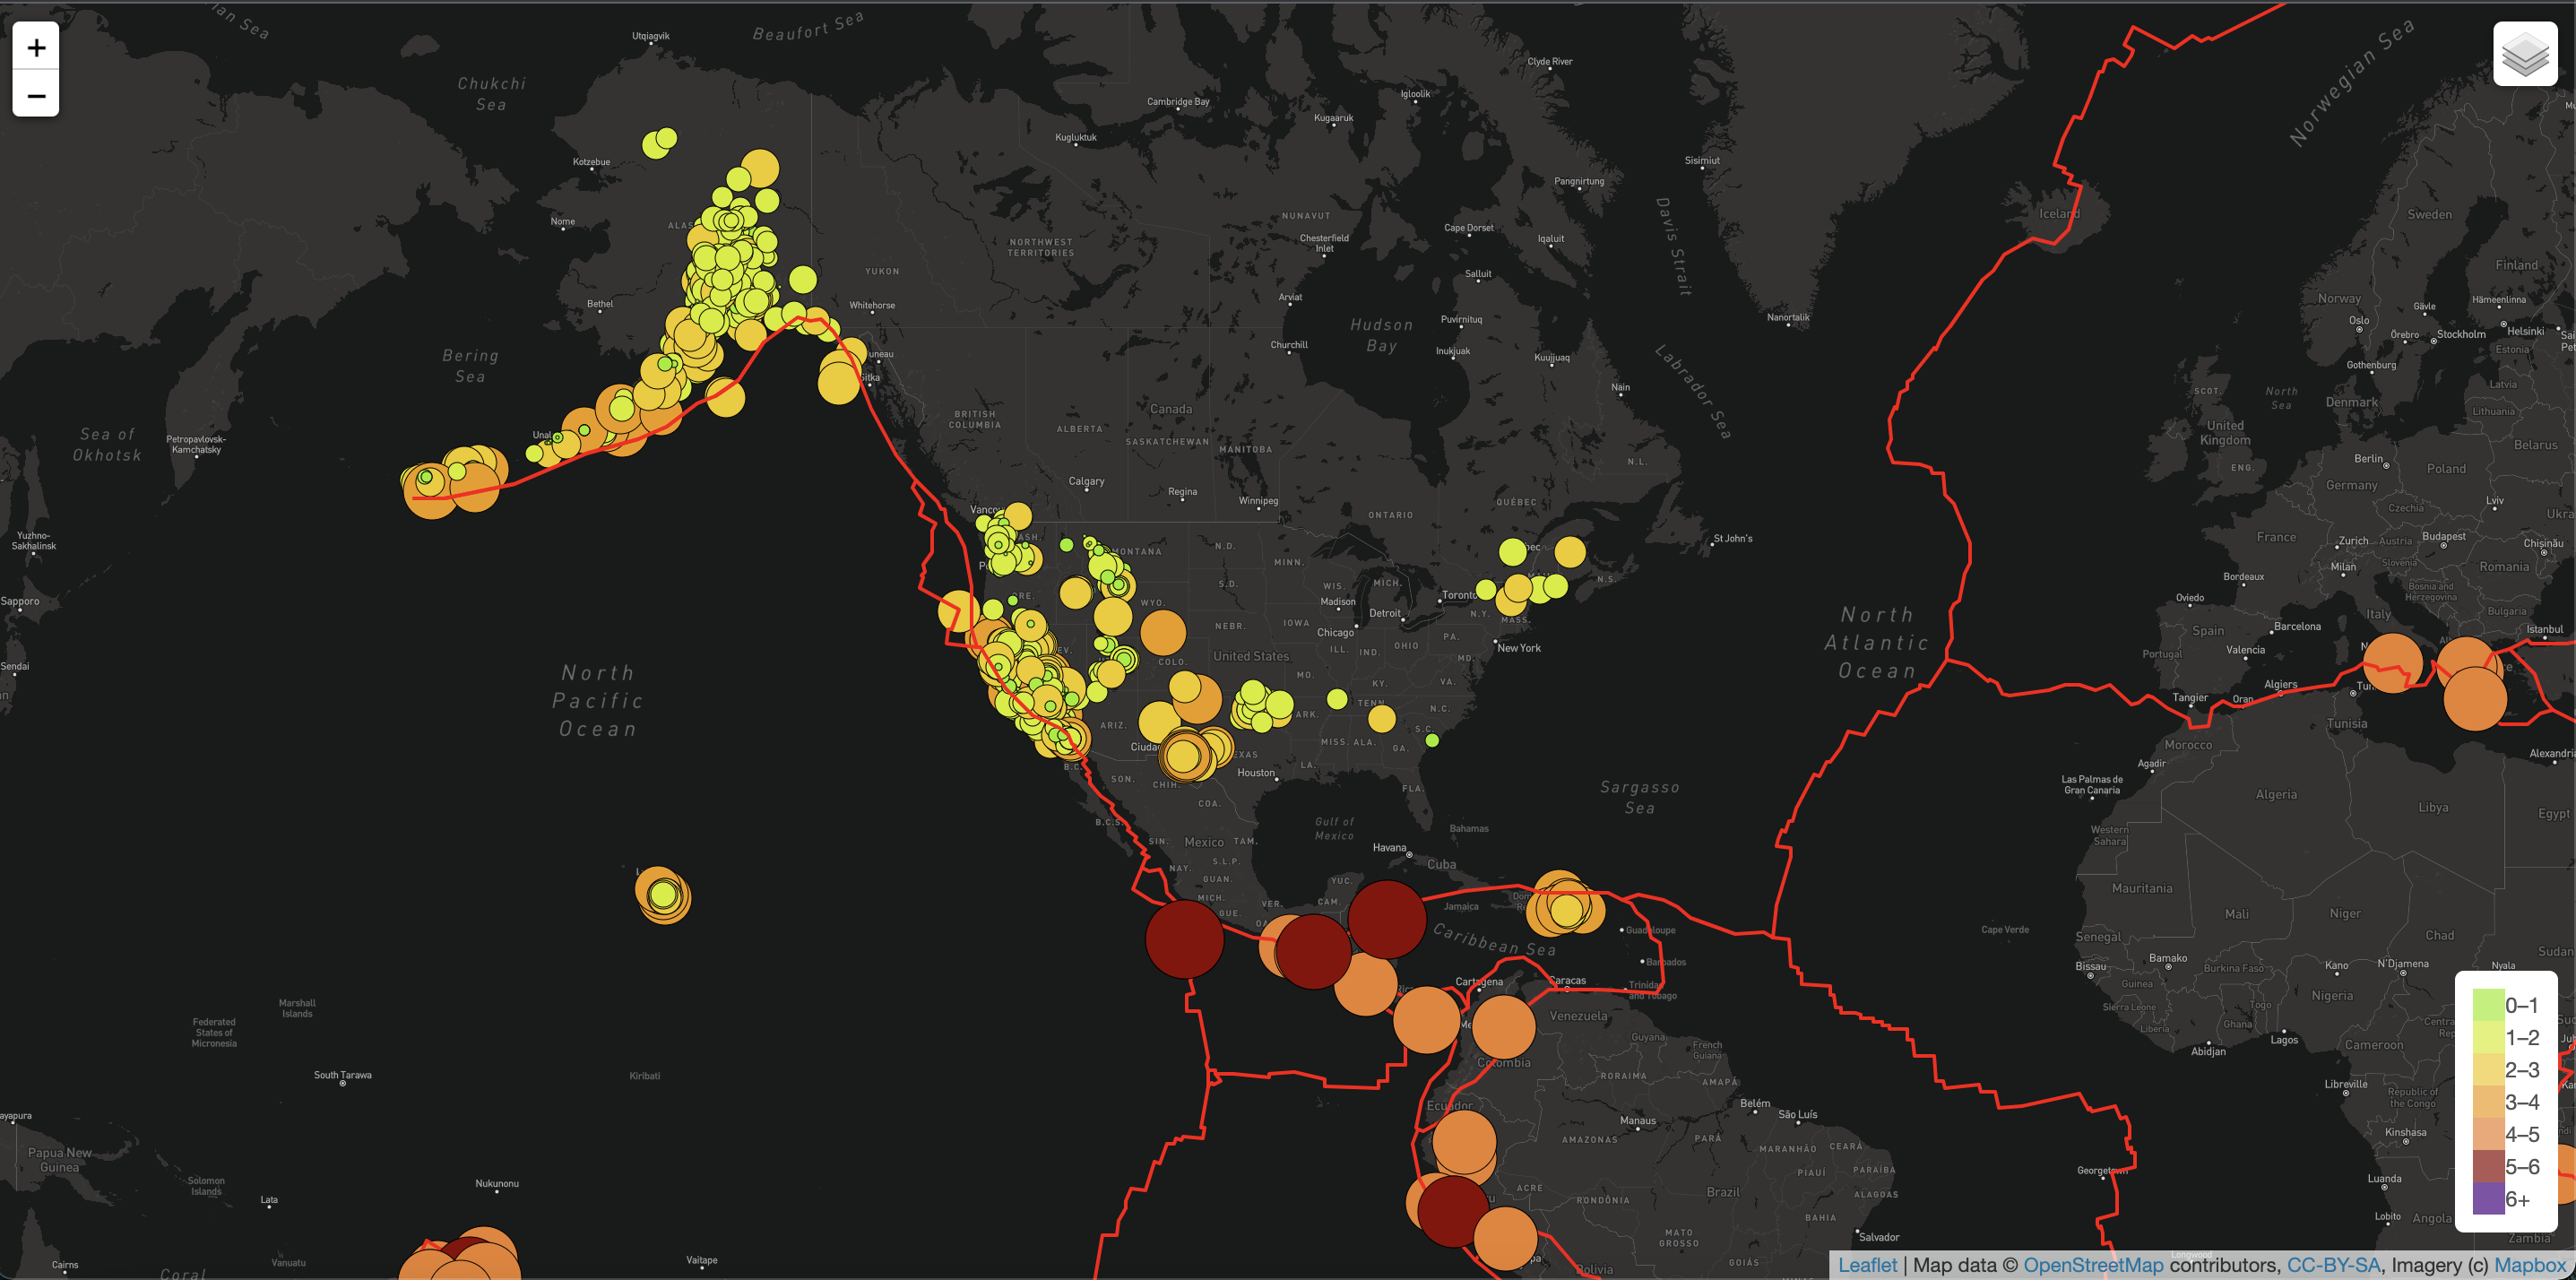 +
−
Chukchi
Sea
Beaufort Sea
Utqiagvik
Kotzebue
Nome
Bethel
YUKON
Whitehorse
Bering
Sea
Sea of
Okhotsk
Petropavlovsk-
Kamchatsky
Yuzhno-
Sakhalinsk
Sapporo
Sendai
Clyde River
Cambridge Bay
Igloolik
Kugaaruk
Kugluktuk
Sisimiut
Pangnirtung
NUNAVUT
Cape Dorset
Iqaluit
Chesterfield
Inlet
NORTHWEST
TERRITORIES
Salluit
Davis Strait
Arviat
Puvirnituq
Nanortalik
Hudson
Bay
Churchill
Inukjuak
Kuujjuaq
Labrador Sea
Nain
BRITISH
COLUMBIA
Canada
ALBERTA
SASKATCHEWAN
MANITOBA
N.L.
Calgary
Regina
Winnipeg
QUÉBEC
ONTARIO
St John's
MONTANA
N.D.
MINN.
S.D.
WIS.
MICH.
N.S.
WYO.
Madison
Detroit
Toronto
N.Y.
MASS.
NEBR.
IOWA
Chicago
PA.
New York
COLO.
United States
ILL.
IND.
OHIO
MD.
MO.
KY.
VA.
ARIZ.
ARK.
TENN.
N.C.
S.C.
MISS.
ALA.
GA.
LA.
Houston
SON.
CHIH.
COA.
FLA.
B.C.S.
Gulf of
Mexico
Bahamas
Sargasso
Sea
SIN.
Mexico
TAM.
Havana
Cuba
NAY.
S.L.P.
GUAN.
YUC.
MICH.
VER.
CAM.
Jamaica
Guadeloupe
Caribbean Sea
Barbados
Cartagena
Caracas
Trinidad
and Tobago
Venezuela
Guyana
French
Guiana
Colombia
RORAIMA
AMAPÁ
Ecuador
Belém
São Luís
Manaus
AMAZONAS
PARÁ
MARANHÃO
CEARÁ
PIAUÍ
PARAÍBA
ACRE
RONDÔNIA
Brazil
ALAGOAS
BAHIA
MATO
GROSSO
Salvador
GOIÁS
Bolivia
North
Pacific
Ocean
Marshall
Islands
Federated
States of
Micronesia
South Tarawa
Kiribati
Papua New
Guinea
Solomon
Islands
Lata
Nukunonu
Cairns
Coral
Vanuatu
Vaitape
North
Atlantic
Ocean
Norwegian Sea
Iceland
Sweden
Finland
Norway
Gävle
Hämeenlinna
Oslo
Örebro
Stockholm
Helsinki
Estonia
Gothenburg
SCOT.
North
Sea
Latvia
Denmark
Lithuania
United
Kingdom
Belarus
ENG.
Berlin
Poland
Germany
Lviv
Czechia
France
Zurich
Austria
Budapest
Chișinău
Milan
Slovenia
Romania
Bordeaux
Bosnia and
Herzegovina
Oviedo
Italy
Bulgaria
Barcelona
Istanbul
Spain
Portugal
Valencia
Algiers
Tangier
Oran
Tunisia
Morocco
Alexandria
Agadir
Las Palmas de
Gran Canaria
Algeria
Libya
Egypt
Western
Sahara
Mauritania
Mali
Niger
Chad
Cape Verde
Senegal
Sudan
Bamako
Bissau
Burkina Faso
Kano
N'Djamena
Nyala
Guinea
Nigeria
Sierra Leone
Togo
Liberia
Ghana
Lagos
Abidjan
Cameroon
Libreville
Republic of
the Congo
Kinshasa
Georgetown
Luanda
Lobito
Angola
Zambia
0–1
1–2
2–3
3–4
4–5
5–6
6+
Leaflet | Map data © OpenStreetMap contributors, CC-BY-SA, Imagery (c) Mapbox